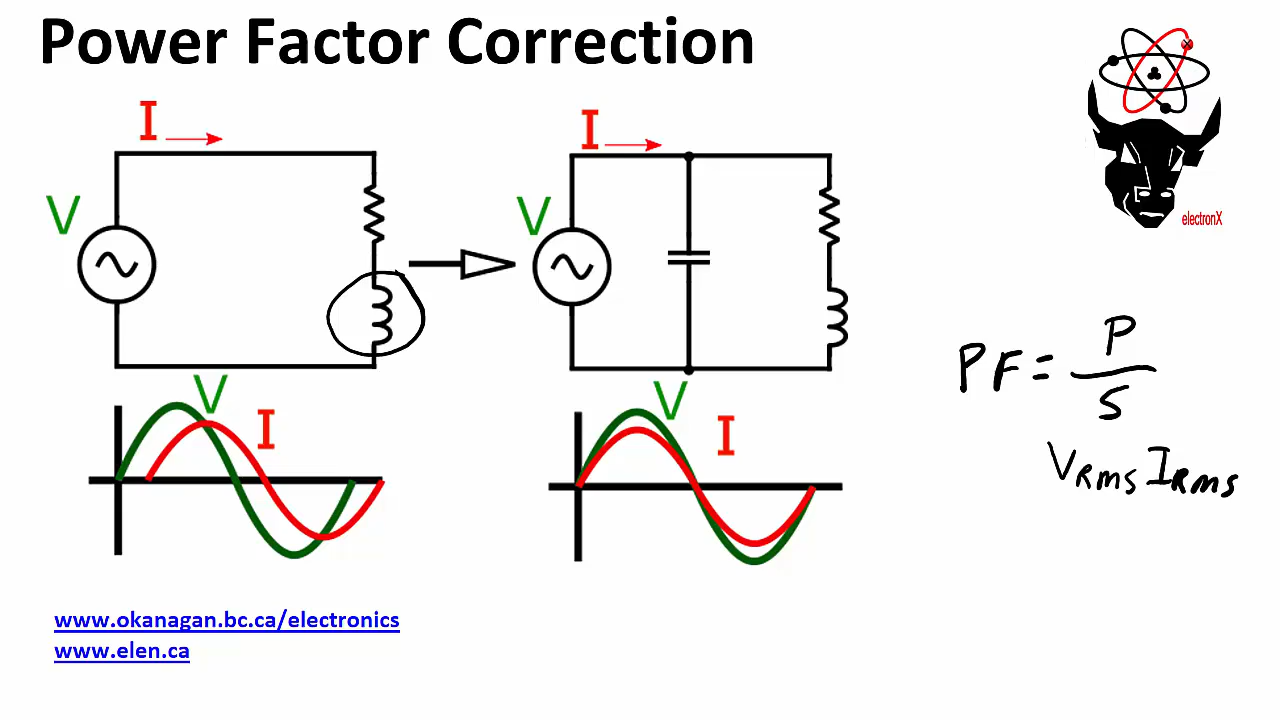 Power Factor Correction
I
V
I
V
electronX
V
I
V
I
PF = P/S
VRms IRms
www.okanagan.bc.ca/electronics
www.elen.ca